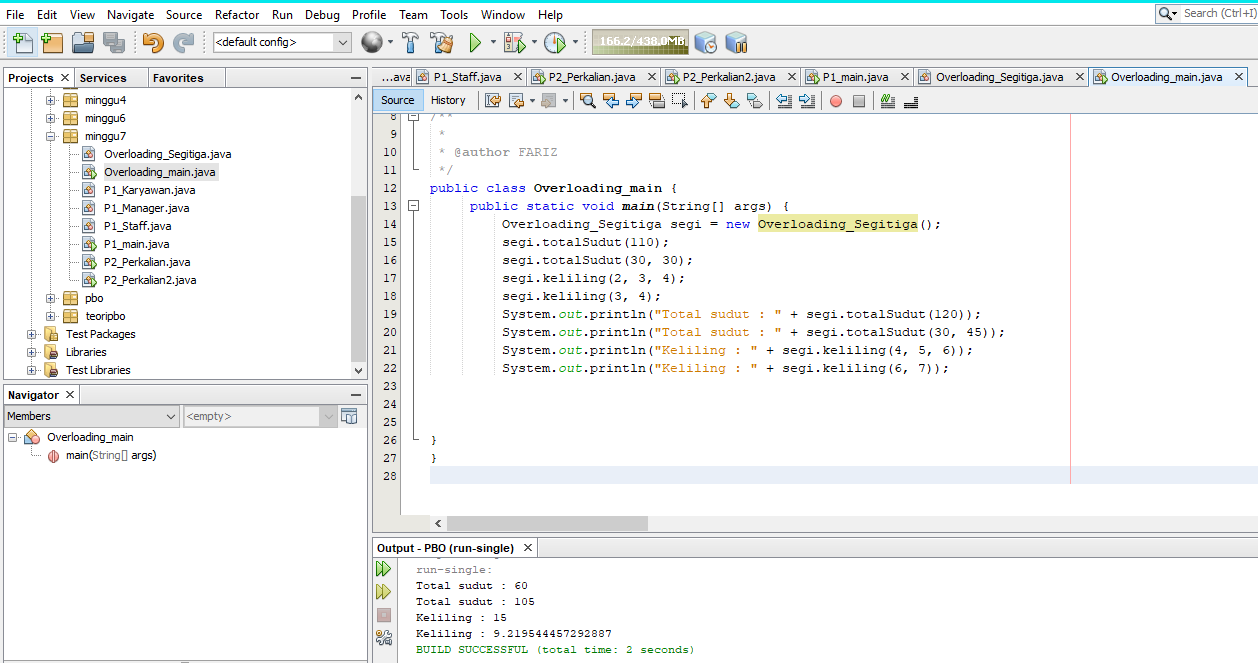 File Edit View Navigate Source Refactor Run Debug Profile Team Tools Window Help
Search (Ctrl+I)
<default config>
166.2/438.0MB
Projects
Services
Favorites
minggu4
minggu6
minggu7
Overloading_Segitiga.java
Overloading_main.java
P1_Karyawan.java
P1_Manager.java
P1_Staff.java
P1_main.java
P2_Perkalian.java
P2_Perkalian2.java
pbo
teoripbo
Test Packages
Libraries
Test Libraries
Navigator
Members
<empty>
Overloading_main
main(String[] args)
...ava P1_Staff.java P2_Perkalian.java P2_Perkalian2.java P1_main.java Overloading_Segitiga.java Overloading_main.java
Source History
8 /**
9 *
10 * @author FARIZ
11 */
12 public class Overloading_main {
13 public static void main(String[] args) {
14 Overloading_Segitiga segi = new Overloading_Segitiga();
15 segi.totalSudut(110);
16 segi.totalSudut(30, 30);
17 segi.keliling(2, 3, 4);
18 segi.keliling(3, 4);
19 System.out.println("Total sudut : " + segi.totalSudut(120));
20 System.out.println("Total sudut : " + segi.totalSudut(30, 45));
21 System.out.println("Keliling : " + segi.keliling(4, 5, 6));
22 System.out.println("Keliling : " + segi.keliling(6, 7));
23
24
25
26 }
27 }
28
Output - PBO (run-single)
run-single:
Total sudut : 60
Total sudut : 105
Keliling : 15
Keliling : 9.219544457292887
BUILD SUCCESSFUL (total time: 2 seconds)